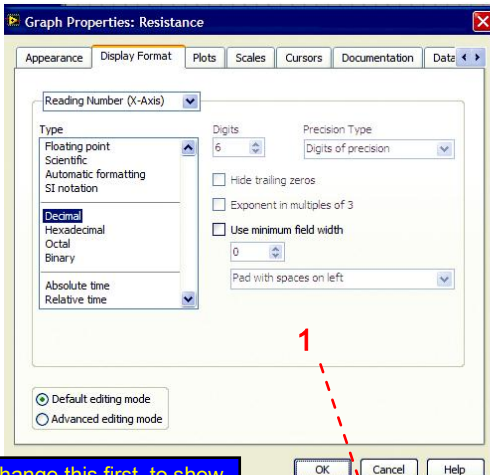 Graph Properties: Resistance
Appearance Display Format Plots Scales Cursors Documentation Data
Reading Number (X-Axis)
Type Digits Precision Type
Floating point 6 Digits of precision
Scientific
Automatic formatting
SI notation
Hide trailing zeros
Exponent in multiples of 3
Decimal
Hexadecimal
Octal
Binary
Use minimum field width
0
Pad with spaces on left
Absolute time
Relative time
1
Default editing mode
Advanced editing mode
OK Cancel Help
hange this first, to show